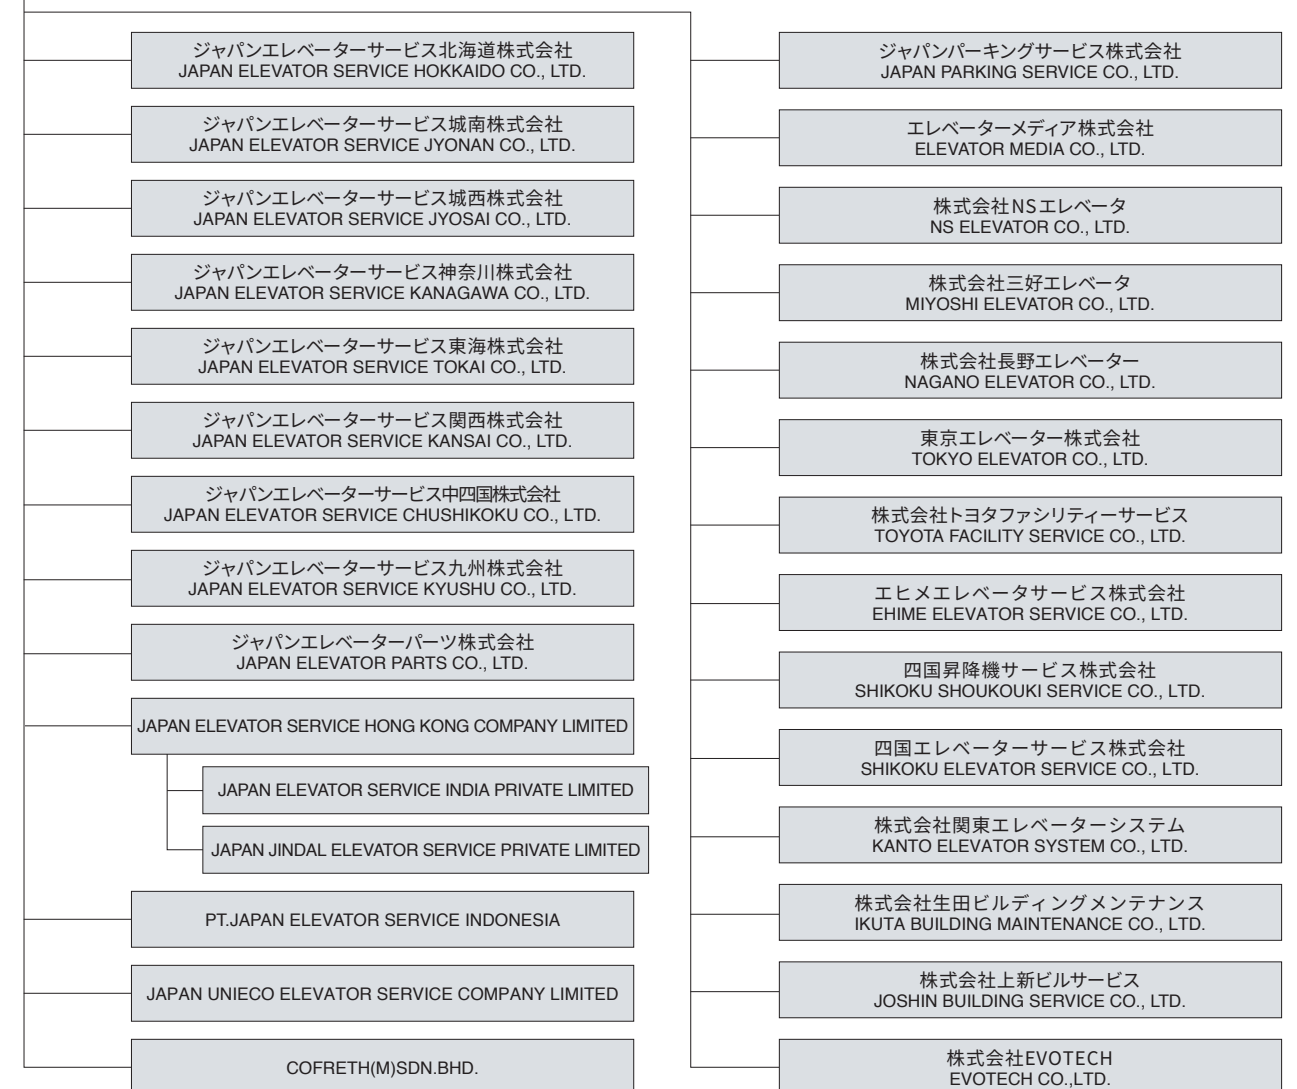 ジャパンエレベーターサービス北海道株式会社
JAPAN ELEVATOR SERVICE HOKKAIDO CO., LTD.
ジャパンエレベーターサービス城南株式会社
JAPAN ELEVATOR SERVICE JYONAN CO., LTD.
ジャパンエレベーターサービス城西株式会社
JAPAN ELEVATOR SERVICE JYOSAI CO., LTD.
ジャパンエレベーターサービス神奈川株式会社
JAPAN ELEVATOR SERVICE KANAGAWA CO., LTD.
ジャパンエレベーターサービス東海株式会社
JAPAN ELEVATOR SERVICE TOKAI CO., LTD.
ジャパンエレベーターサービス関西株式会社
JAPAN ELEVATOR SERVICE KANSAI CO., LTD.
ジャパンエレベーターサービス中四国株式会社
JAPAN ELEVATOR SERVICE CHUSHIKOKU CO., LTD.
ジャパンエレベーターサービス九州株式会社
JAPAN ELEVATOR SERVICE KYUSHU CO., LTD.
ジャパンエレベーターパーツ株式会社
JAPAN ELEVATOR PARTS CO., LTD.
JAPAN ELEVATOR SERVICE HONG KONG COMPANY LIMITED
JAPAN ELEVATOR SERVICE INDIA PRIVATE LIMITED
JAPAN JINDAL ELEVATOR SERVICE PRIVATE LIMITED
PT.JAPAN ELEVATOR SERVICE INDONESIA
JAPAN UNIECO ELEVATOR SERVICE COMPANY LIMITED
COFRETH(M)SDN.BHD.
ジャパンパーキングサービス株式会社
JAPAN PARKING SERVICE CO., LTD.
エレベーターメディア株式会社
ELEVATOR MEDIA CO., LTD.
株式会社NSエレベータ
NS ELEVATOR CO., LTD.
株式会社三好エレベータ
MIYOSHI ELEVATOR CO., LTD.
株式会社長野エレベーター
NAGANO ELEVATOR CO., LTD.
東京エレベーター株式会社
TOKYO ELEVATOR CO., LTD.
株式会社トヨタファシリティーサービス
TOYOTA FACILITY SERVICE CO., LTD.
エヒメエレベータサービス株式会社
EHIME ELEVATOR SERVICE CO., LTD.
四国昇降機サービス株式会社
SHIKOKU SHOUKOUKI SERVICE CO., LTD.
四国エレベーターサービス株式会社
SHIKOKU ELEVATOR SERVICE CO., LTD.
株式会社関東エレベーターシステム
KANTO ELEVATOR SYSTEM CO., LTD.
株式会社生田ビルディングメンテナンス
IKUTA BUILDING MAINTENANCE CO., LTD.
株式会社上新ビルサービス
JOSHIN BUILDING SERVICE CO., LTD.
株式会社EVOTECH
EVOTECH CO.,LTD.